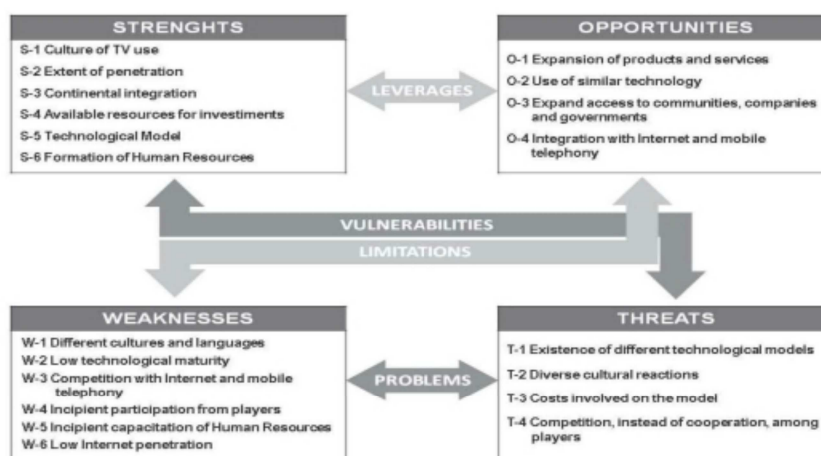 STRENGHTS
S-1 Culture of TV use
S-2 Extent of penetration
S-3 Continental integration
S-4 Available resources for investiments
S-5 Technological Model
S-6 Formation of Human Resources
LEVERAGES
OPPORTUNITIES
O-1 Expansion of products and services
O-2 Use of similar technology
O-3 Expand access to communities, companies
and governments
O-4 Integration with Internet and mobile
telephony
VULNERABILITIES
LIMITATIONS
WEAKNESSES
W-1 Different cultures and languages
W-2 Low technological maturity
W-3 Competition with Internet and mobile
telephony
W-4 Incipient participation from players
W-5 Incipient capacitation of Human Resources
W-6 Low Internet penetration
PROBLEMS
THREATS
T-1 Existence of different technological models
T-2 Diverse cultural reactions
T-3 Costs involved on the model
T-4 Competition, instead of cooperation, among
players